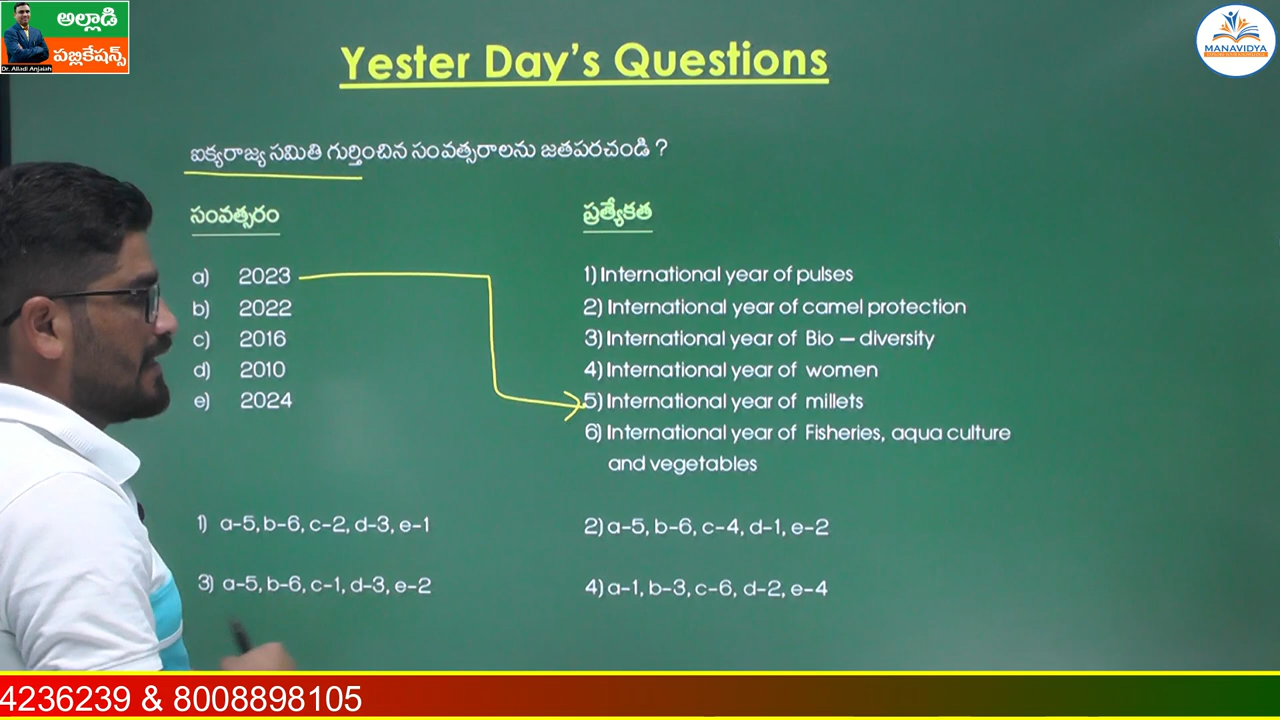 అల్లాడి
పబ్లికేషన్స్
Dr. Alladi Anjaiah
MANAVIDYA
Yester Day's Questions
ఐక్యరాజ్య సమితి గుర్తించిన సంవత్సరాలను జతపరచండి ?
సంవత్సరం
ప్రత్యేకత
a) 2023
1) International year of pulses
b) 2022
2) International year of camel protection
c) 2016
3) International year of Bio – diversity
d) 2010
4) International year of women
e) 2024
5) International year of millets
6) International year of Fisheries, aqua culture
and vegetables
1) a-5, b-6, c-2, d-3, e-1
2) a-5, b-6, c-4, d-1, e-2
3) a-5, b-6, c-1, d-3, e-2
4) a-1, b-3, c-6, d-2, e-4
4236239 & 8008898105